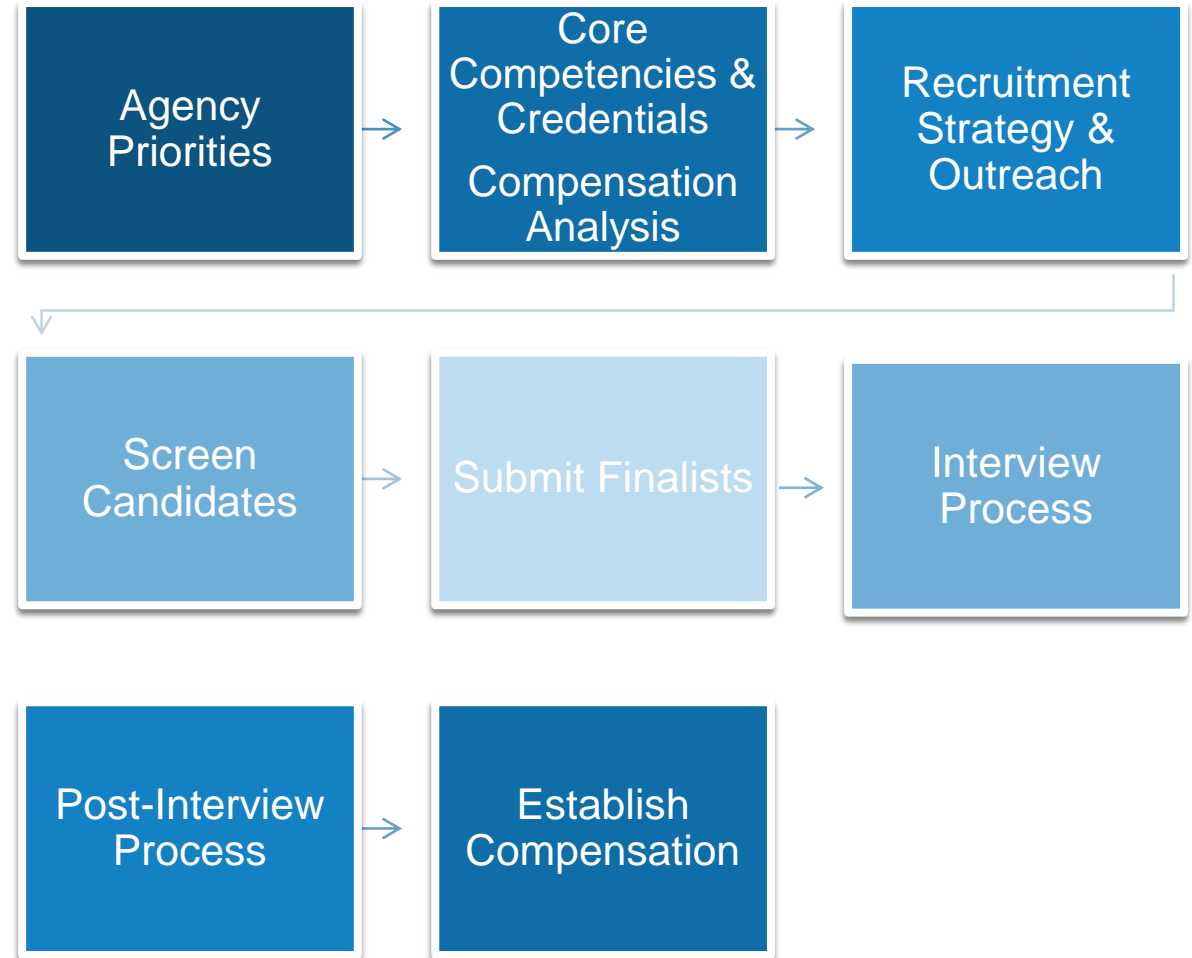 Agency
Priorities
Core
Competencies &
Credentials
Compensation
Analysis
Recruitment
Strategy &
Outreach
Screen
Candidates
Submit Finalists
Interview
Process
Post-Interview
Process
Establish
Compensation